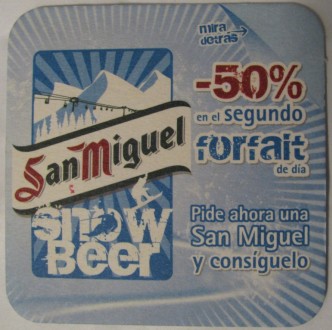 mira
detrás
-50%
en el segundo
forfait
de día
San Miguel
Snow
Beer
Pide ahora una
San Miguel
y consíguelo